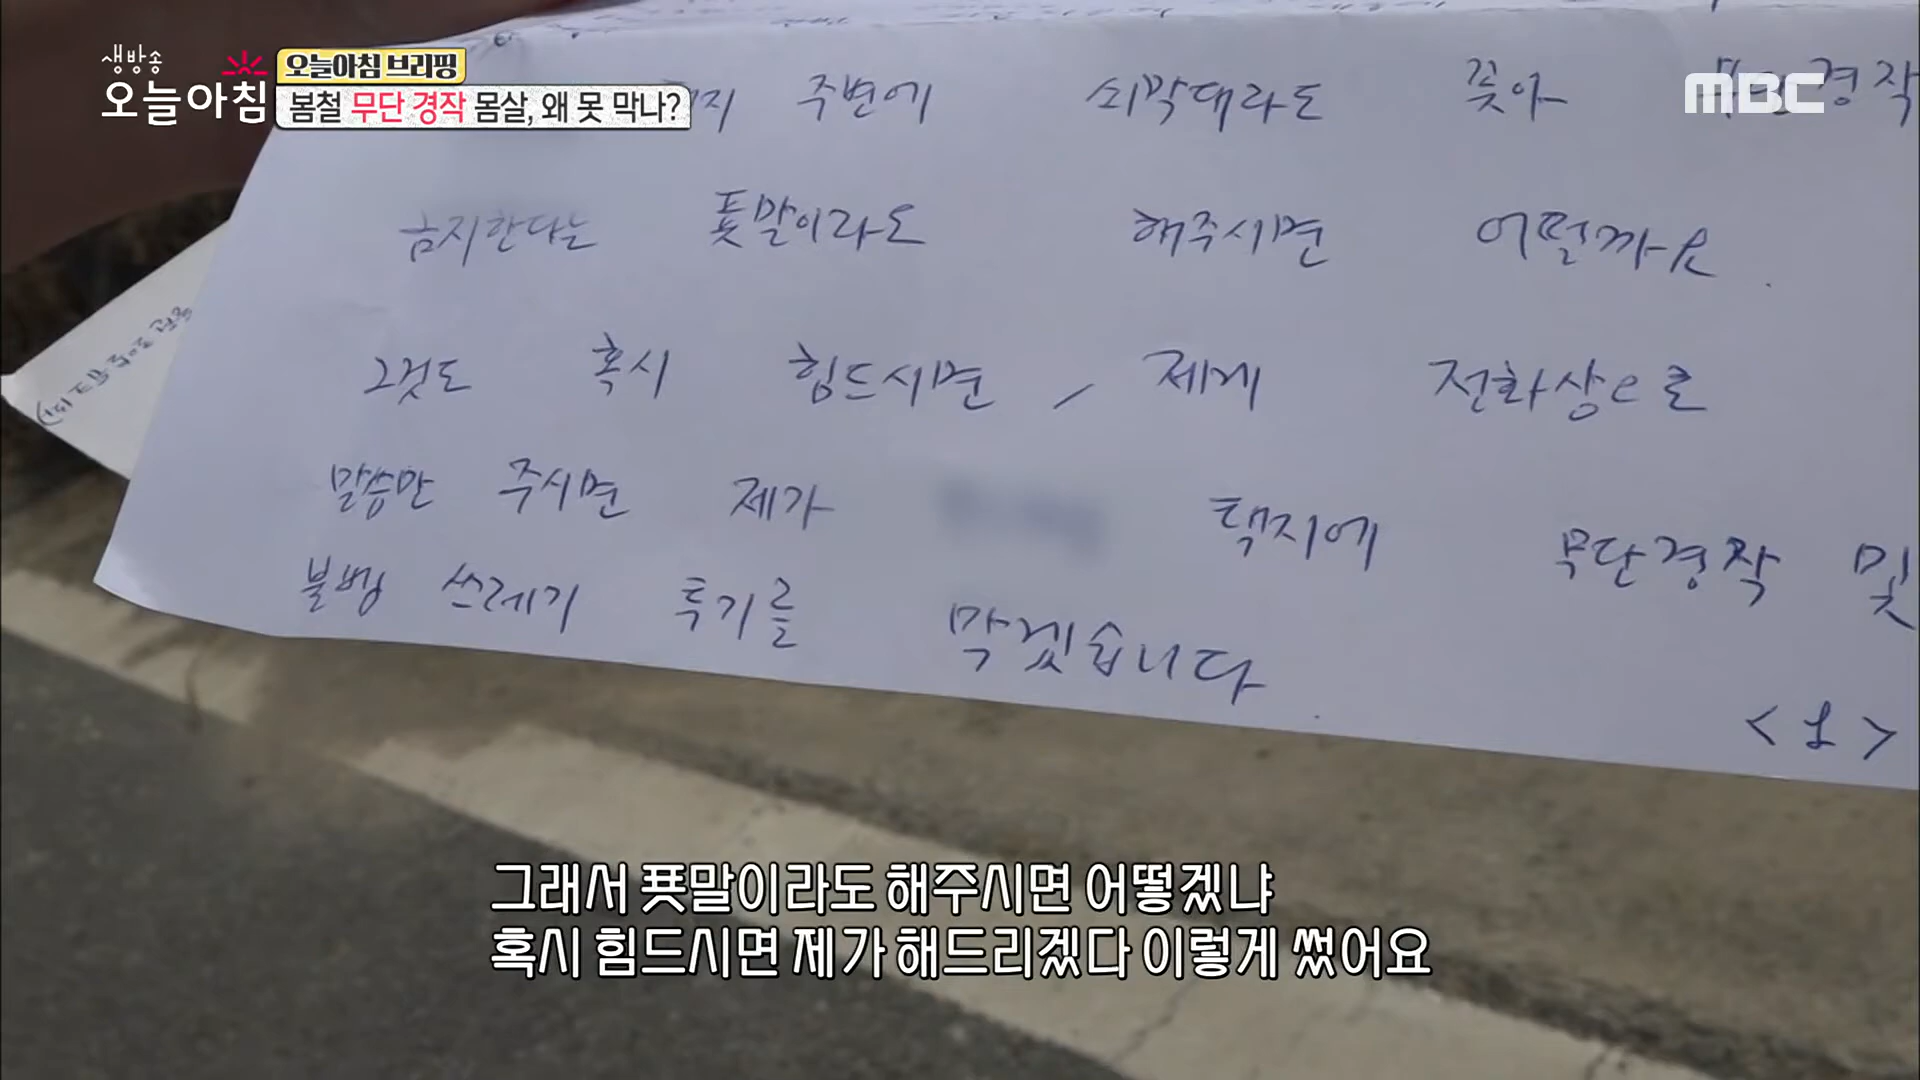 생방송
오늘아침
오늘아침 브리핑
봄철 무단 경작 몸살, 왜 못 막나?
MBC
주변에 쇠막대라도 꽂아 무단경작
금지한다는 푯말이라도 해주시면 어떨까요.
그것도 혹시 힘드시면, 제게 전화상으로
말씀만 주시면 제가 택지에 무단경작 및
불법 쓰레기 투기를 막겠습니다.
<1>
그래서 푯말이라도 해주시면 어떻겠냐
혹시 힘드시면 제가 해드리겠다 이렇게 썼어요